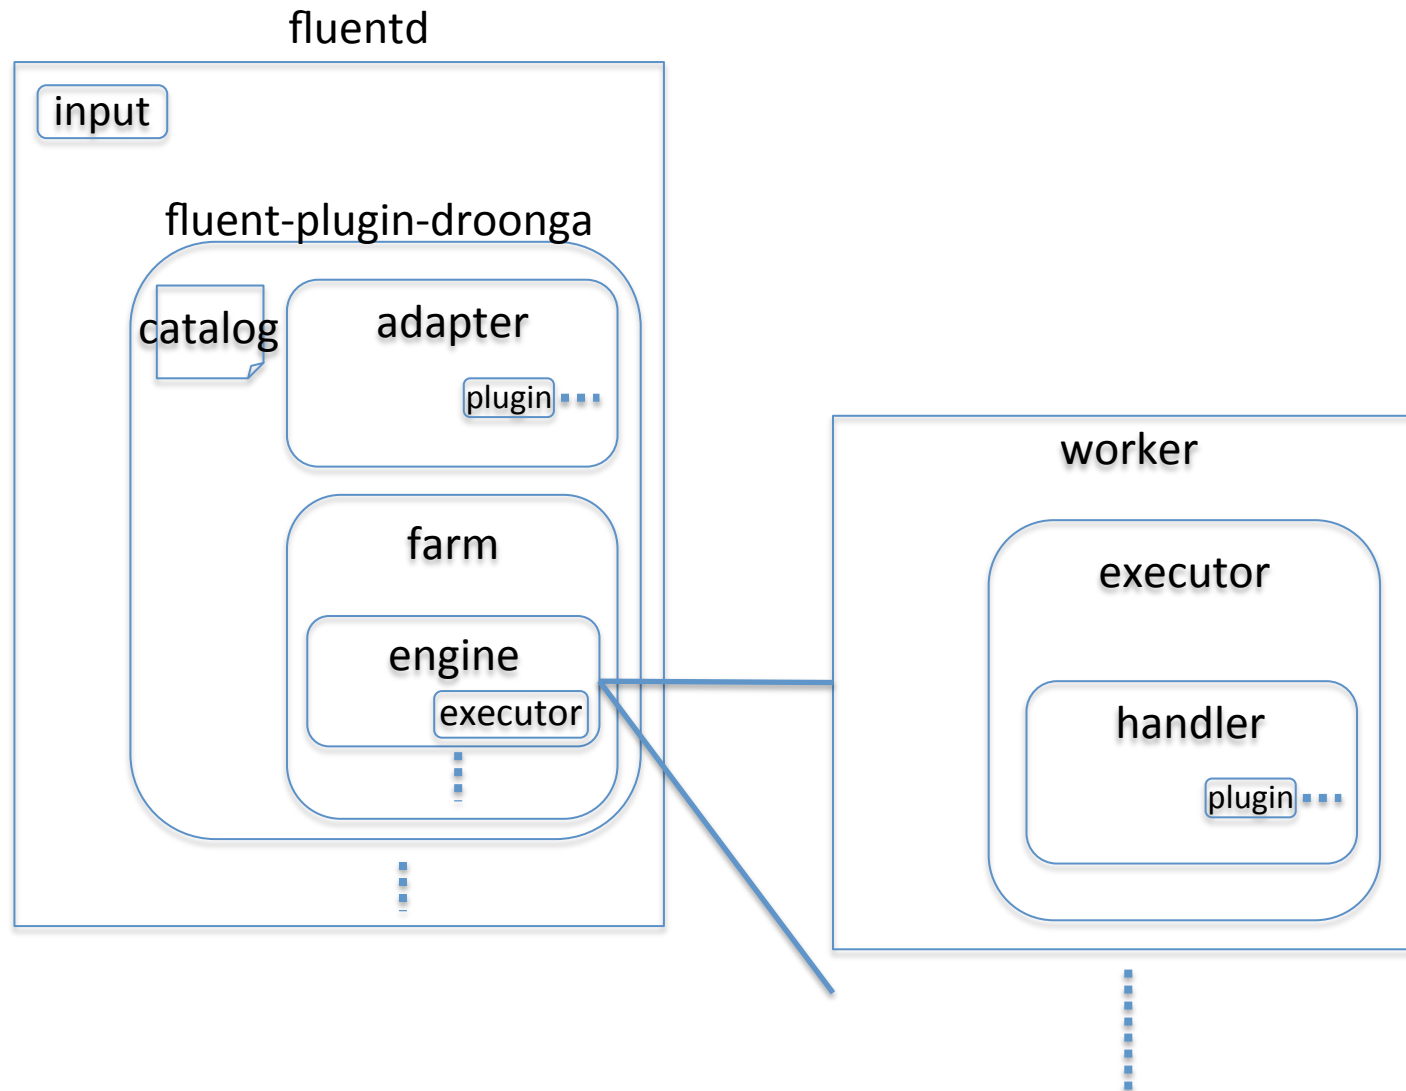 fluentd
input
fluent-plugin-droonga
catalog
adapter
plugin
farm
engine
executor
worker
executor
handler
plugin